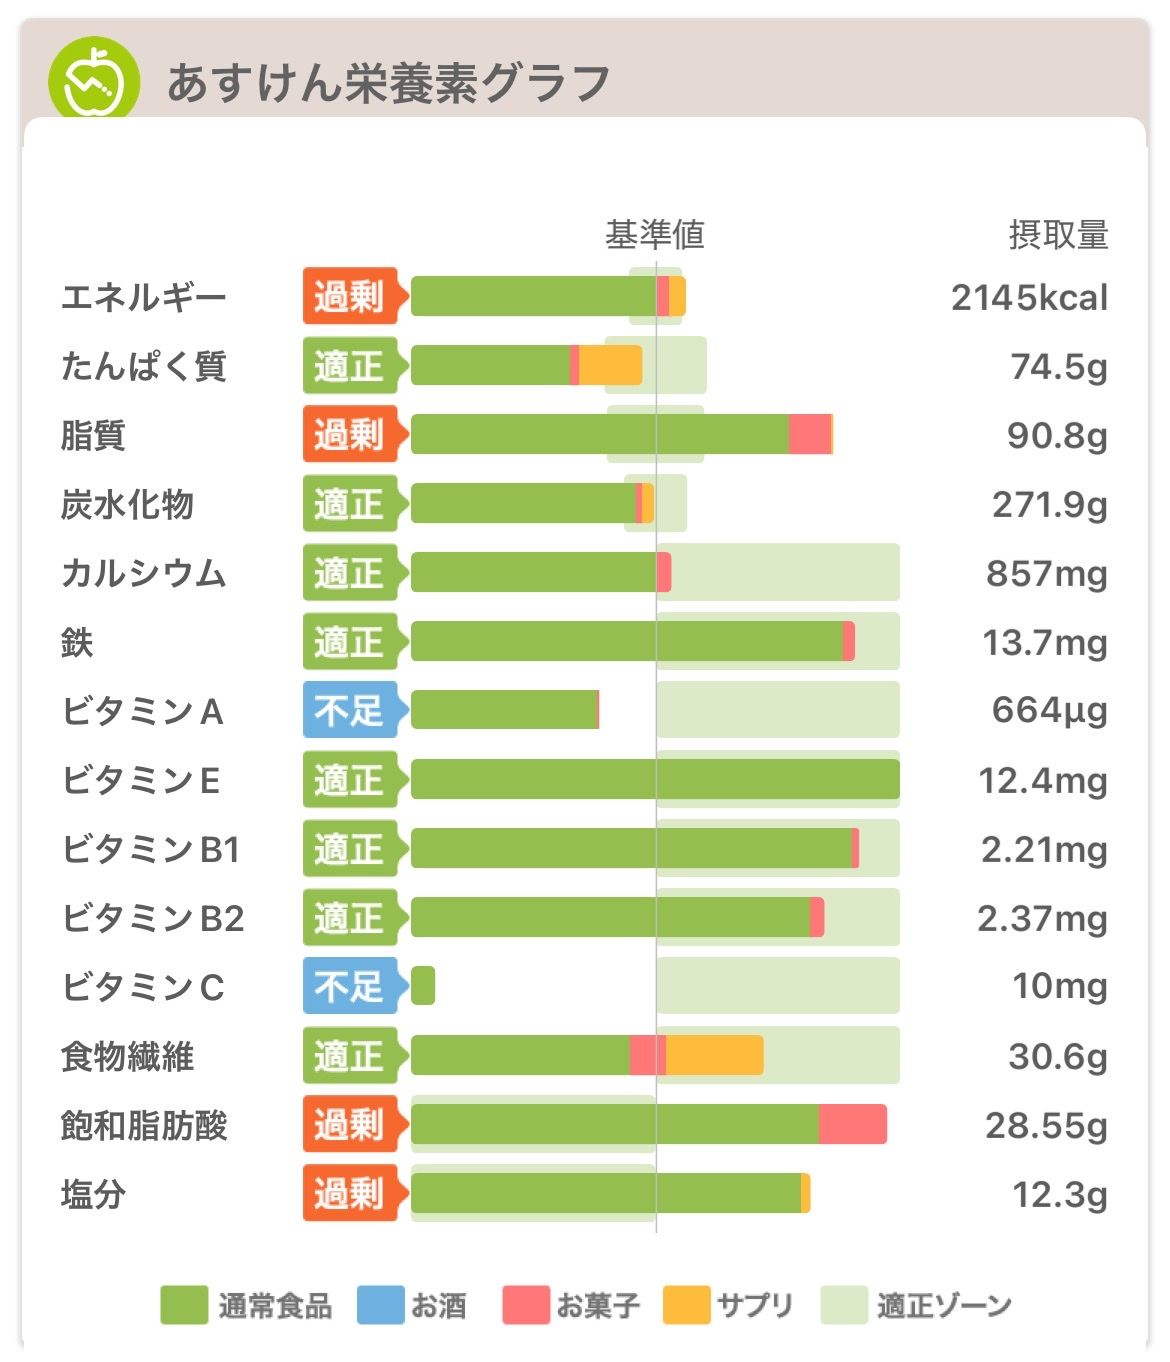 あすけん栄養素グラフ
基準値 摂取量
エネルギー 過剰 2145kcal
たんぱく質 適正 74.5g
脂質 過剰 90.8g
炭水化物 適正 271.9g
カルシウム 適正 857mg
鉄 適正 13.7mg
ビタミンA 不足 664μg
ビタミンE 適正 12.4mg
ビタミンB1 適正 2.21mg
ビタミンB2 適正 2.37mg
ビタミンC 不足 10mg
食物繊維 適正 30.6g
飽和脂肪酸 過剰 28.55g
塩分 過剰 12.3g
通常食品 お酒 お菓子 サプリ 適正ゾーン